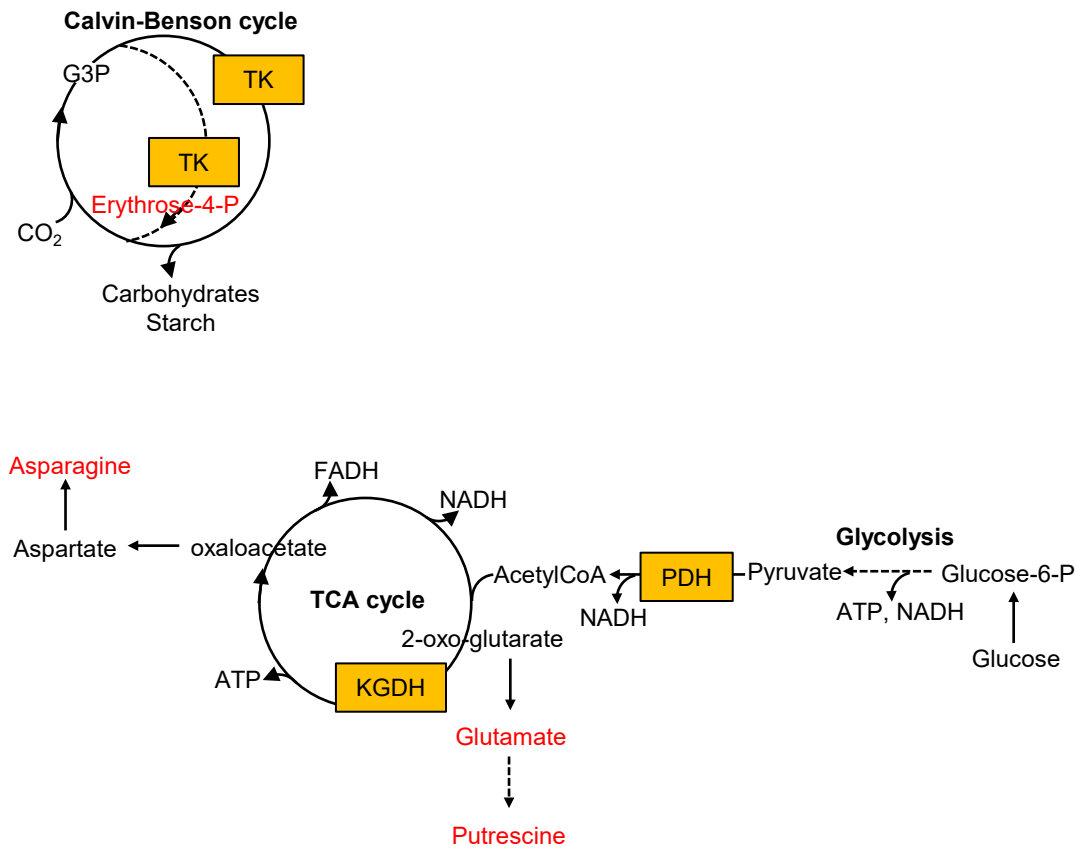 Calvin-Benson cycle
G3P
TK
TK
Erythrose-4-P
CO₂
Carbohydrates
Starch
Asparagine
FADH
NADH
Glycolysis
Aspartate
oxaloacetate
AcetylCoA
PDH
Pyruvate
Glucose-6-P
TCA cycle
NADH
ATP, NADH
2-oxo-glutarate
Glucose
ATP
KGDH
Glutamate
Putrescine